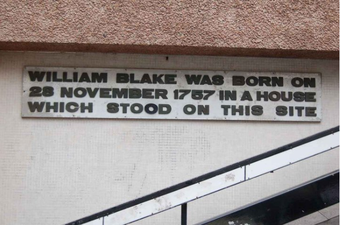 WILLIAM BLAKE WAS BORN ON
28 NOVEMBER 1757 IN A HOUSE
WHICH STOOD ON THIS SITE